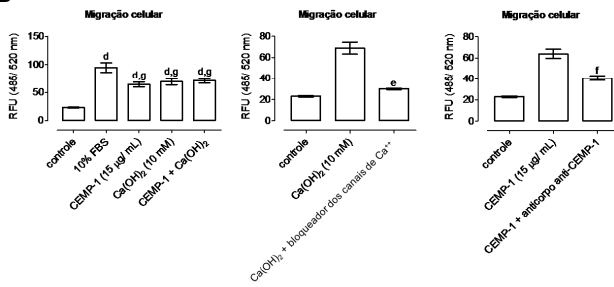 Migração celular
RFU (485/ 520 nm)
150
100
50
0
d
d,g
d,g
d,g
controle
10% FBS
CEMP-1 (15 µg/ mL)
Ca(OH)₂ (10 mM)
CEMP-1 + Ca(OH)₂
Migração celular
RFU (485/ 520 nm)
80
60
40
20
0
e
controle
Ca(OH)₂ (10 mM)
Ca(OH)₂ + bloqueador dos canais de Ca⁺⁺
Migração celular
RFU (485/ 520 nm)
80
60
40
20
0
f
controle
CEMP-1 (15 µg/ mL)
CEMP-1 + anticorpo anti-CEMP-1